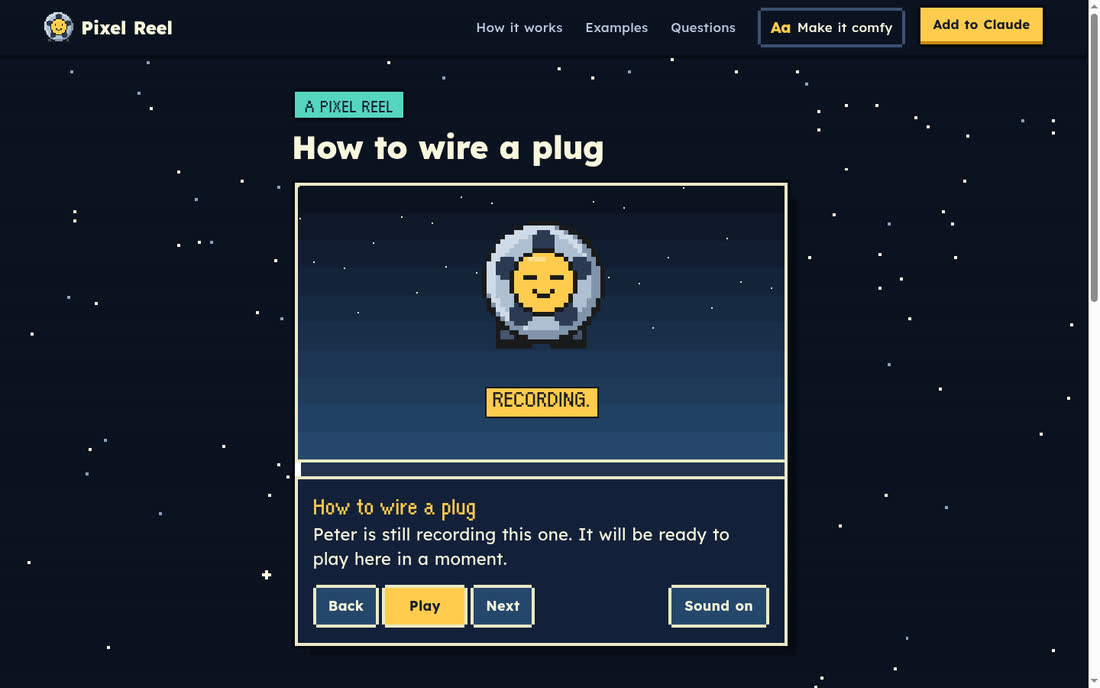 Pixel Reel
How it works
Examples
Questions
Aa Make it comfy
Add to Claude
A PIXEL REEL
How to wire a plug
RECORDING.
How to wire a plug
Peter is still recording this one. It will be ready to
play here in a moment.
Back
Play
Next
Sound on